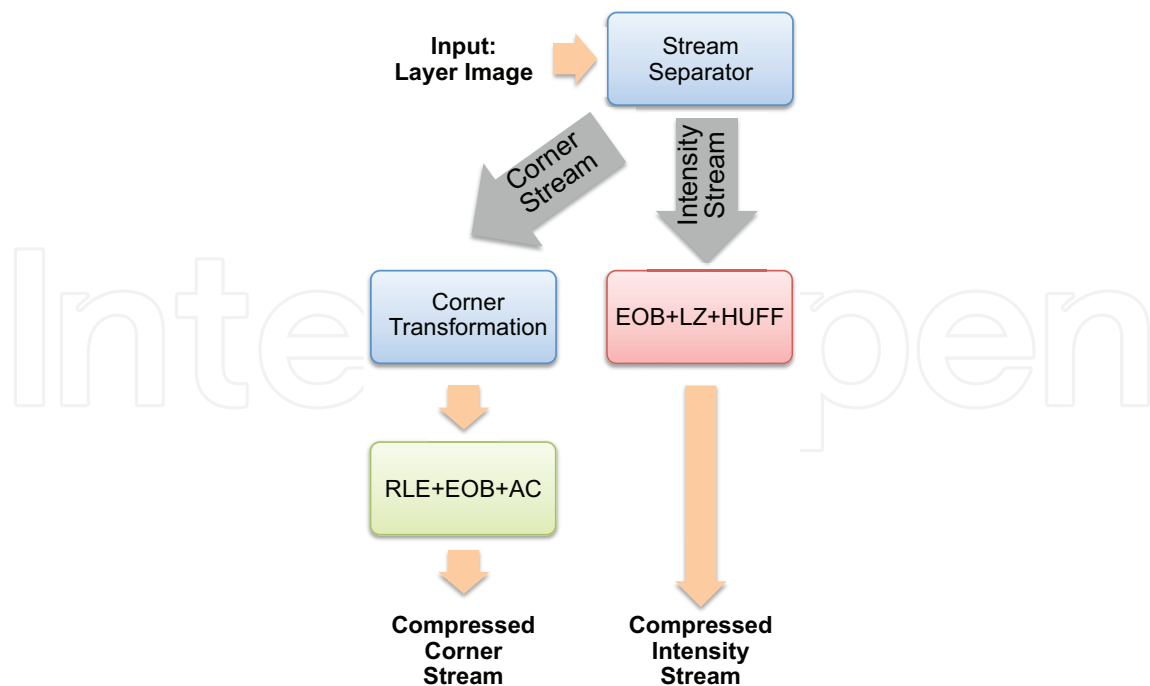 Input:
Layer Image
Stream
Separator
Corner
Stream
Intensity
Stream
Corner
Transformation
EOB+LZ+HUFF
RLE+EOB+AC
Compressed
Corner
Stream
Compressed
Intensity
Stream